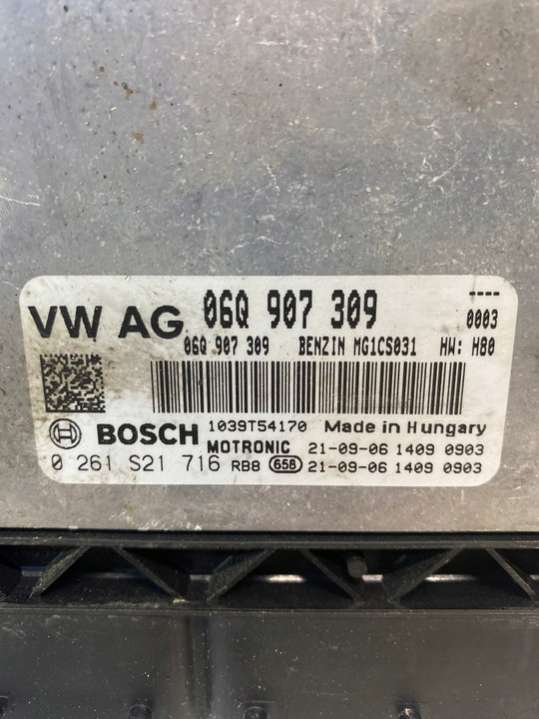 VW AG 06Q 907 309 ----
0003
06Q 907 309 BENZIN MG1CS031 HW: H80
BOSCH 1039T54170 Made in Hungary
MOTRONIC 21-09-06 1409 0903
0 261 S21 716 RB8 658 21-09-06 1409 0903